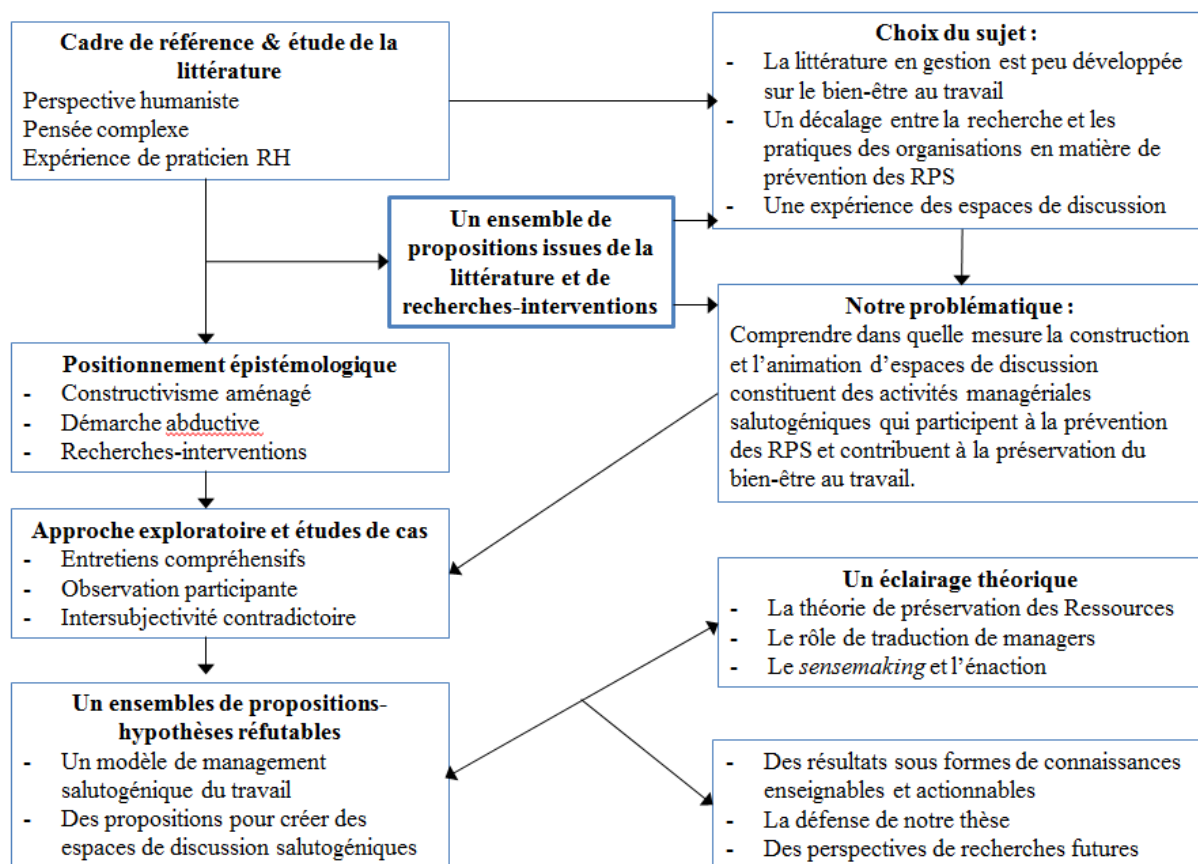 Cadre de référence & étude de la
littérature
Perspective humaniste
Pensée complexe
Expérience de praticien RH
Choix du sujet :
- La littérature en gestion est peu développée
sur le bien-être au travail
- Un décalage entre la recherche et les
pratiques des organisations en matière de
prévention des RPS
- Une expérience des espaces de discussion
Un ensemble de
propositions issues de la
littérature et de
recherches-interventions
Notre problématique :
Comprendre dans quelle mesure la construction
et l’animation d’espaces de discussion
constituent des activités managériales
salutogéniques qui participent à la prévention
des RPS et contribuent à la préservation du
bien-être au travail.
Positionnement épistémologique
- Constructivisme aménagé
- Démarche abductive
- Recherches-interventions
Approche exploratoire et études de cas
- Entretiens compréhensifs
- Observation participante
- Intersubjectivité contradictoire
Un éclairage théorique
- La théorie de préservation des Ressources
- Le rôle de traduction de managers
- Le sensemaking et l’énaction
Un ensembles de propositions-
hypothèses réfutables
- Un modèle de management
salutogénique du travail
- Des propositions pour créer des
espaces de discussion salutogéniques
- Des résultats sous formes de connaissances
enseignables et actionnables
- La défense de notre thèse
- Des perspectives de recherches futures